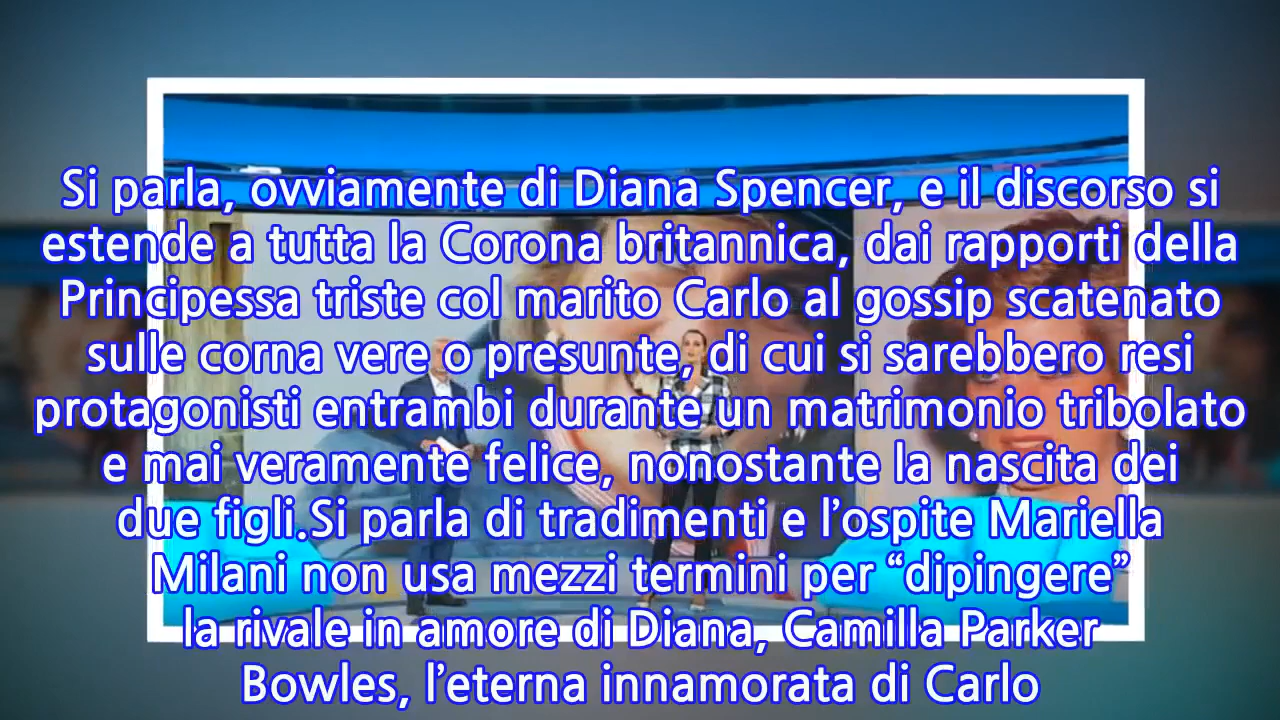 Si parla, ovviamente di Diana Spencer, e il discorso si
estende a tutta la Corona britannica, dai rapporti della
Principessa triste col marito Carlo al gossip scatenato
sulle corna vere o presunte, di cui si sarebbero resi
protagonisti entrambi durante un matrimonio tribolato
e mai veramente felice, nonostante la nascita dei
due figli.Si parla di tradimenti e l’ospite Mariella
Milani non usa mezzi termini per “dipingere”
la rivale in amore di Diana, Camilla Parker
Bowles, l’eterna innamorata di Carlo